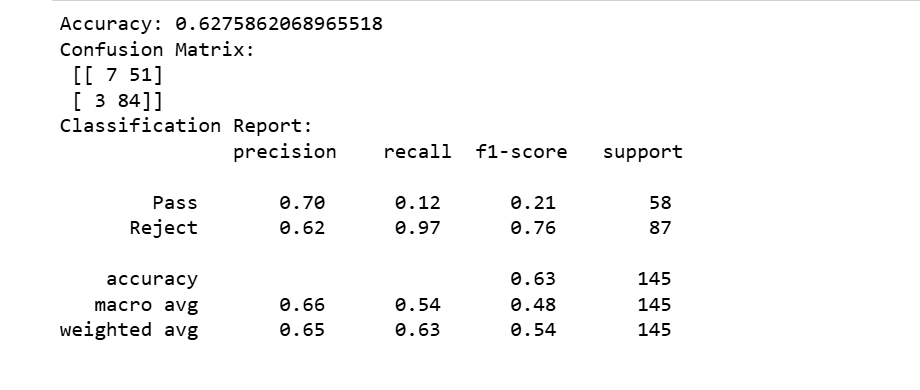 Accuracy: 0.6275862068965518
Confusion Matrix:
[[ 7 51]
[ 3 84]]
Classification Report:
precision recall f1-score support
Pass 0.70 0.12 0.21 58
Reject 0.62 0.97 0.76 87
accuracy 0.63 145
macro avg 0.66 0.54 0.48 145
weighted avg 0.65 0.63 0.54 145